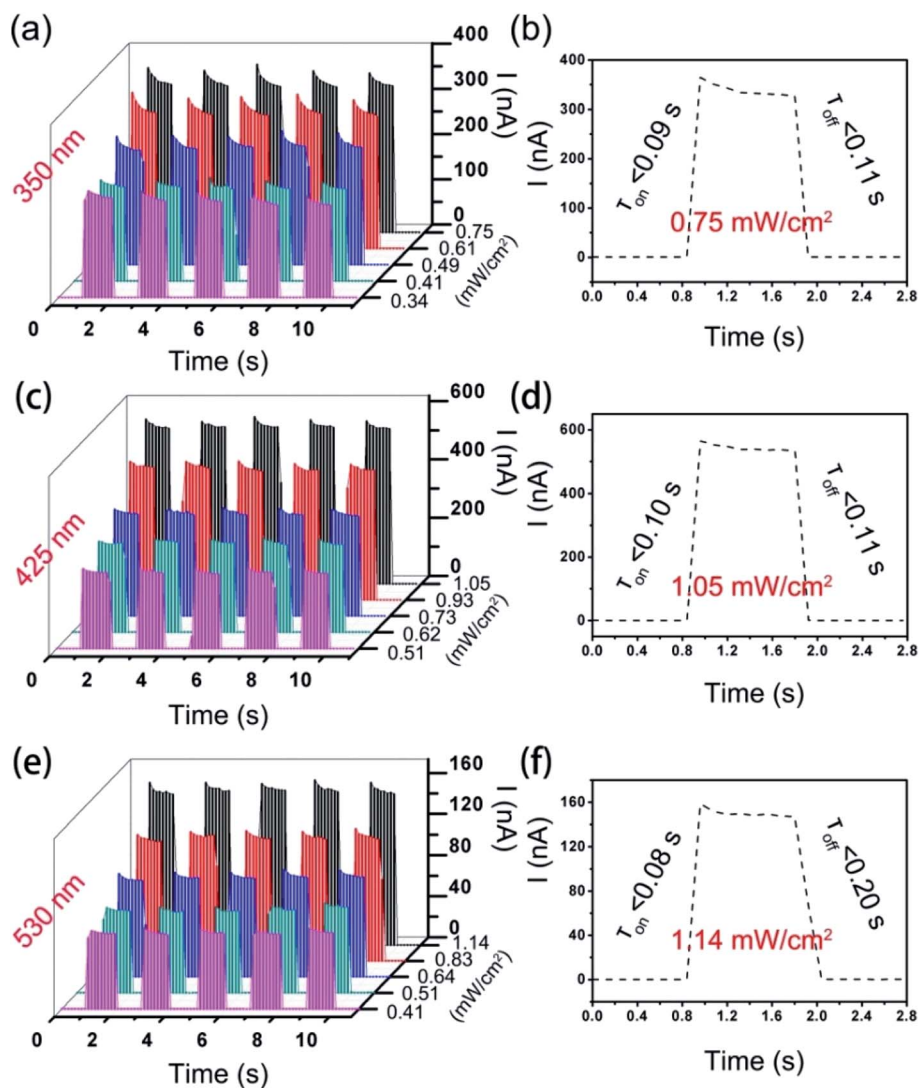 (a)
350 nm
400
300
200
100
0
I (nA)
0.75
0.61
0.49
0.41
0.34
(mW/cm²)
0 2 4 6 8 10
Time (s)
(b)
400
300
200
100
0
I (nA)
τon <0.09 s
τoff <0.11 s
0.75 mW/cm²
0.0 0.4 0.8 1.2 1.6 2.0 2.4 2.8
Time (s)
(c)
425 nm
600
400
200
0
I (nA)
1.05
0.93
0.73
0.62
0.51
(mW/cm²)
0 2 4 6 8 10
Time (s)
(d)
600
400
200
0
I (nA)
τon <0.10 s
τoff <0.11 s
1.05 mW/cm²
0.0 0.4 0.8 1.2 1.6 2.0 2.4 2.8
Time (s)
(e)
530 nm
160
120
80
40
0
I (nA)
1.14
0.83
0.64
0.51
0.41
(mW/cm²)
0 2 4 6 8 10
Time (s)
(f)
160
120
80
40
0
I (nA)
τon <0.08 s
τoff <0.20 s
1.14 mW/cm²
0.0 0.4 0.8 1.2 1.6 2.0 2.4 2.8
Time (s)